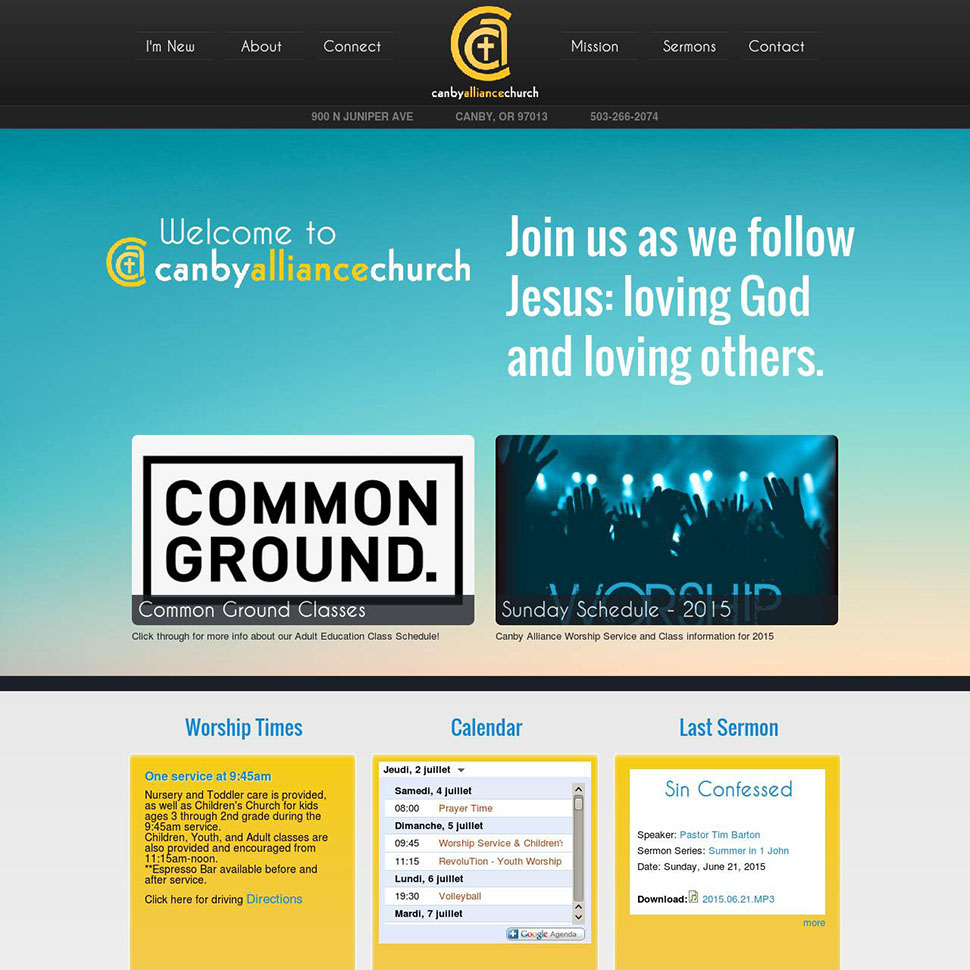 I'm New
About
Connect
canbyalliancechurch
Mission
Sermons
Contact
900 N JUNIPER AVE
CANBY, OR 97013
503-266-2074
Welcome to
canbyalliancechurch
Join us as we follow
Jesus: loving God
and loving others.
COMMON
GROUND.
Common Ground Classes
Click through for more info about our Adult Education Class Schedule!
WORSHIP
Sunday Schedule - 2015
Canby Alliance Worship Service and Class information for 2015
Worship Times
One service at 9:45am
Nursery and Toddler care is provided,
as well as Children's Church for kids
ages 3 through 2nd grade during the
9:45am service.
Children, Youth, and Adult classes are
also provided and encouraged from
11:15am-noon.
**Espresso Bar available before and
after service.
Click here for driving Directions
Calendar
Jeudi, 2 juillet
Samedi, 4 juillet
08:00 Prayer Time
Dimanche, 5 juillet
09:45 Worship Service & Children's
11:15 RevoluTion - Youth Worship
Lundi, 6 juillet
19:30 Volleyball
Mardi, 7 juillet
Google Agenda
Last Sermon
Sin Confessed
Speaker: Pastor Tim Barton
Sermon Series: Summer in 1 John
Date: Sunday, June 21, 2015
Download: 2015.06.21.MP3
more